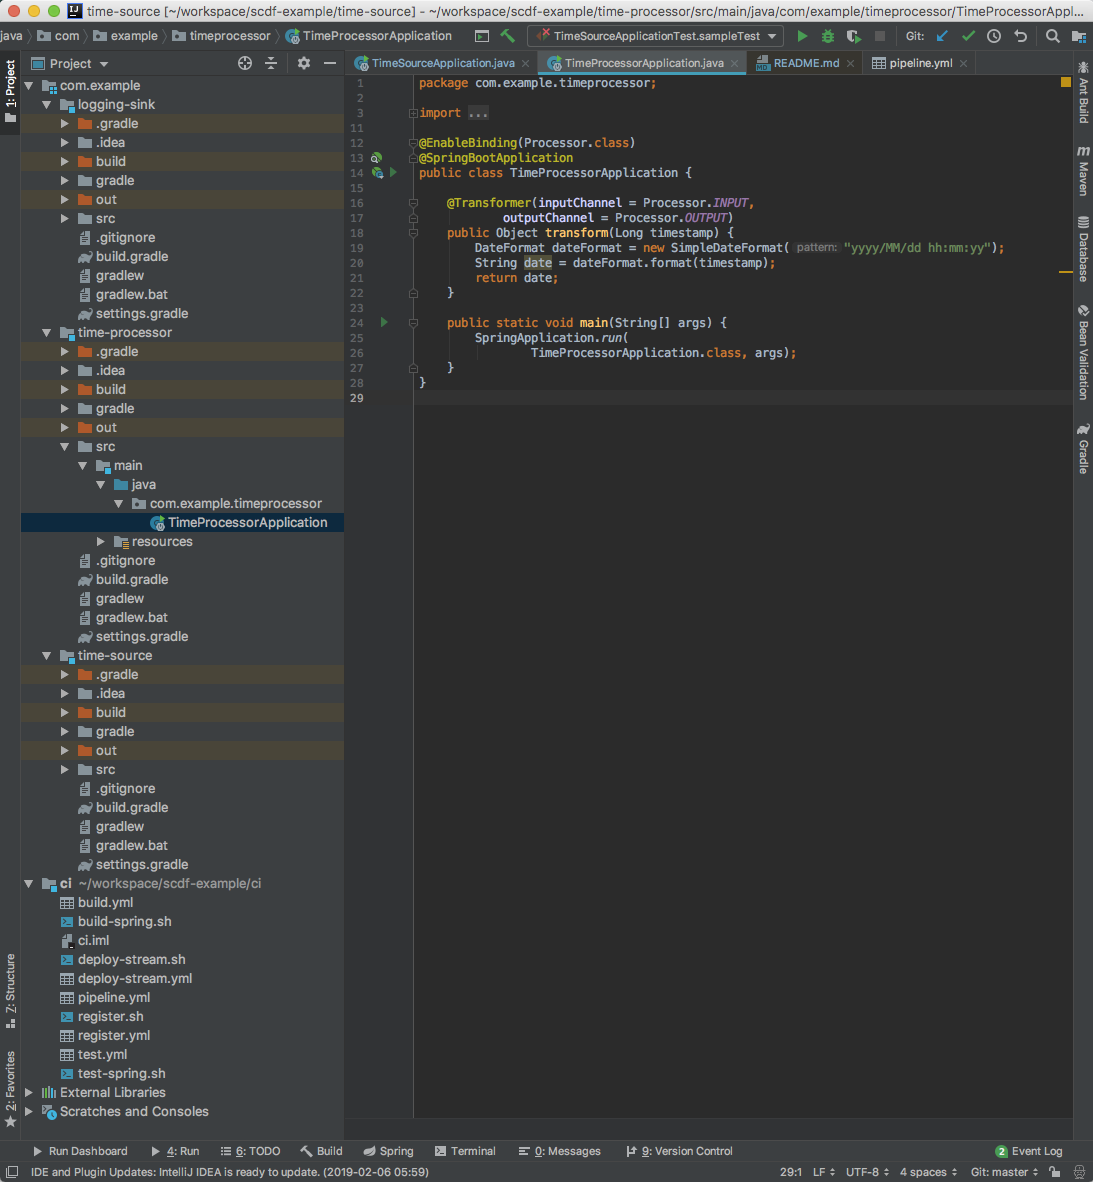 time-source [~/workspace/scdf-example/time-source] - ~/workspace/scdf-example/time-processor/src/main/java/com/example/timeprocessor/TimeProcessorAppl...
java com example timeprocessor TimeProcessorApplication TimeSourceApplicationTest.sampleTest Git:
1: Project
Project
TimeSourceApplication.java TimeProcessorApplication.java README.md pipeline.yml
com.example
logging-sink
.gradle
.idea
build
gradle
out
src
.gitignore
build.gradle
gradlew
gradlew.bat
settings.gradle
time-processor
.gradle
.idea
build
gradle
out
src
main
java
com.example.timeprocessor
TimeProcessorApplication
resources
.gitignore
build.gradle
gradlew
gradlew.bat
settings.gradle
time-source
.gradle
.idea
build
gradle
out
src
.gitignore
build.gradle
gradlew
gradlew.bat
settings.gradle
ci ~/workspace/scdf-example/ci
build.yml
build-spring.sh
ci.iml
deploy-stream.sh
deploy-stream.yml
pipeline.yml
register.sh
register.yml
test.yml
test-spring.sh
External Libraries
Scratches and Consoles
7: Structure
2: Favorites
1 package com.example.timeprocessor;
2
3 import ...
11
12 @EnableBinding(Processor.class)
13 @SpringBootApplication
14 public class TimeProcessorApplication {
15
16 @Transformer(inputChannel = Processor.INPUT,
17 outputChannel = Processor.OUTPUT)
18 public Object transform(Long timestamp) {
19 DateFormat dateFormat = new SimpleDateFormat( pattern: "yyyy/MM/dd hh:mm:yy");
20 String date = dateFormat.format(timestamp);
21 return date;
22 }
23
24 public static void main(String[] args) {
25 SpringApplication.run(
26 TimeProcessorApplication.class, args);
27 }
28 }
29
Ant Build
m Maven
Database
Bean Validation
Gradle
Run Dashboard 4: Run 6: TODO Build Spring Terminal 0: Messages 9: Version Control 2 Event Log
IDE and Plugin Updates: IntelliJ IDEA is ready to update. (2019-02-06 05:59) 29:1 LF UTF-8 4 spaces Git: master